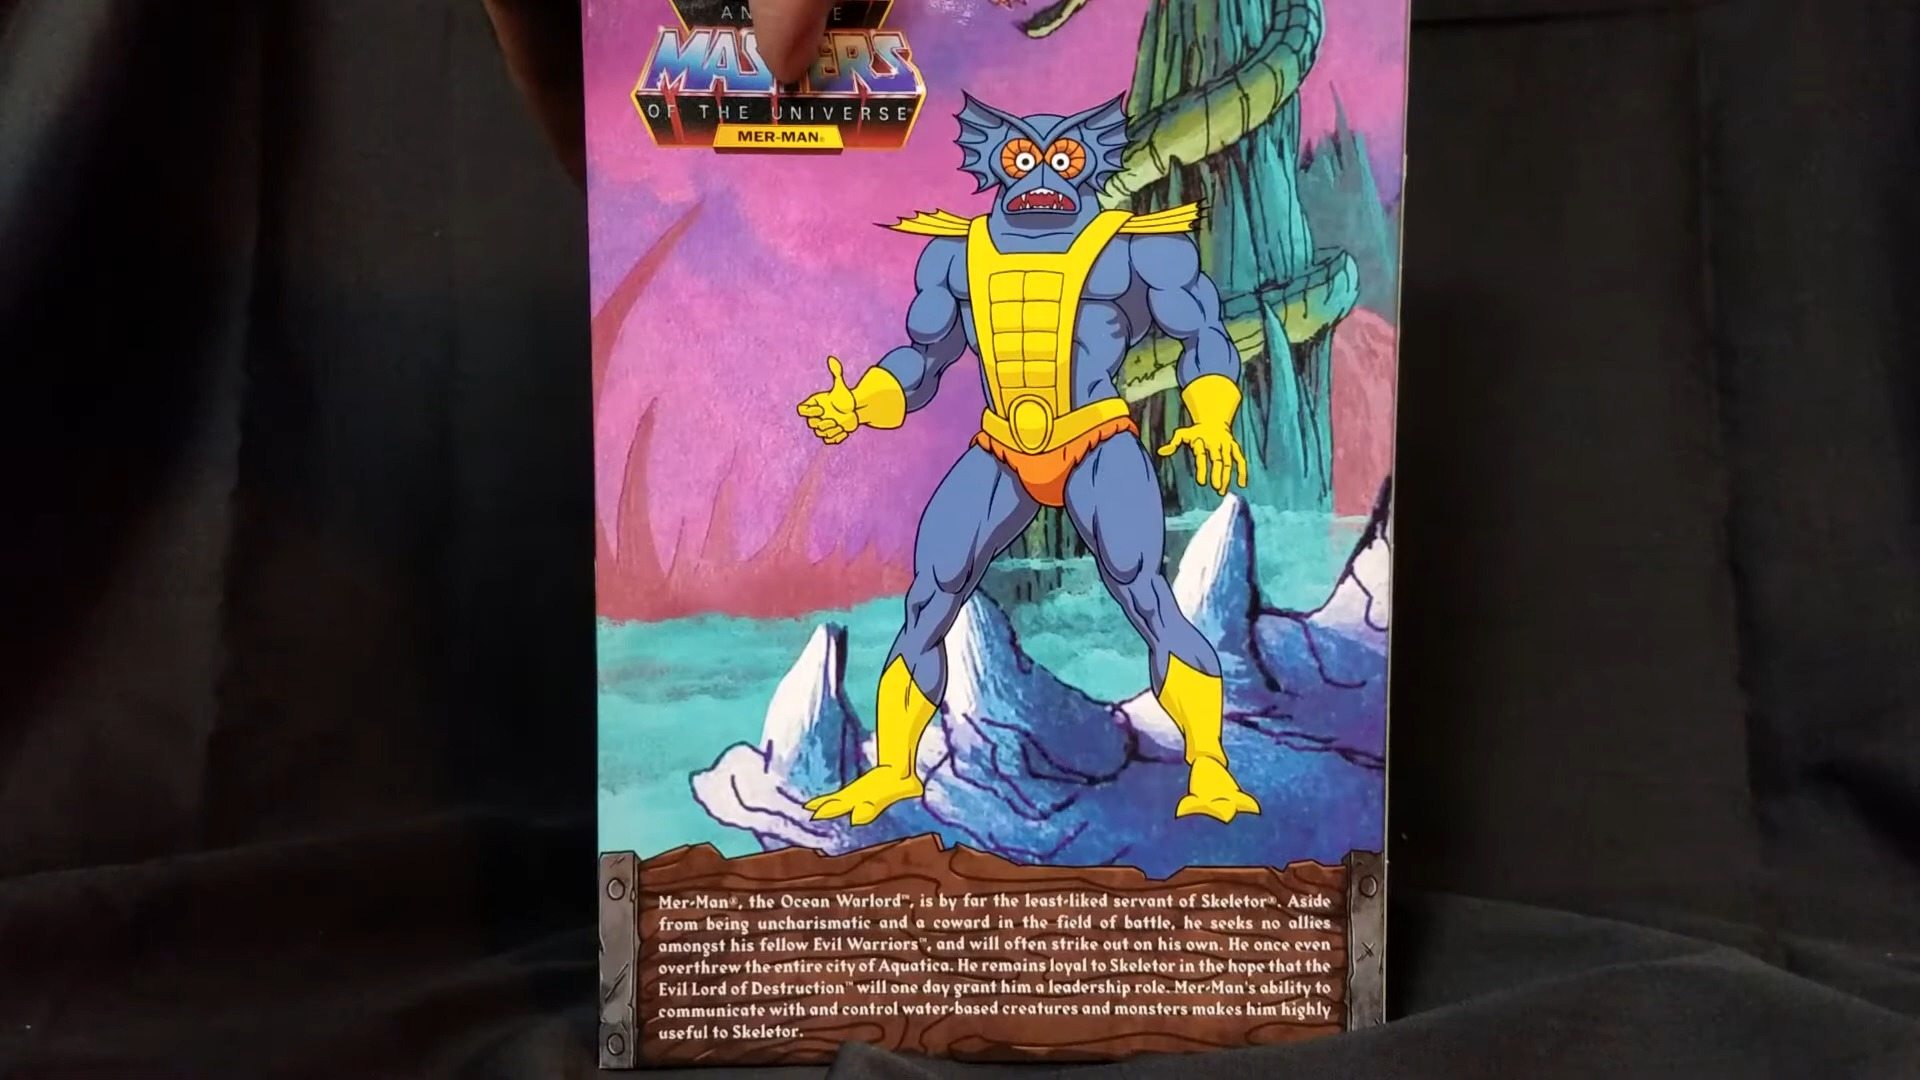 MASTERS
OF THE UNIVERSE®
MER-MAN®
Mer-Man®, the Ocean Warlord™, is by far the least-liked servant of Skeletor®. Aside
from being uncharismatic and a coward in the field of battle, he seeks no allies
amongst his fellow Evil Warriors™, and will often strike out on his own. He once even
overthrew the entire city of Aquatica. He remains loyal to Skeletor in the hope that the
Evil Lord of Destruction™ will one day grant him a leadership role. Mer-Man's ability to
communicate with and control water-based creatures and monsters makes him highly
useful to Skeletor.